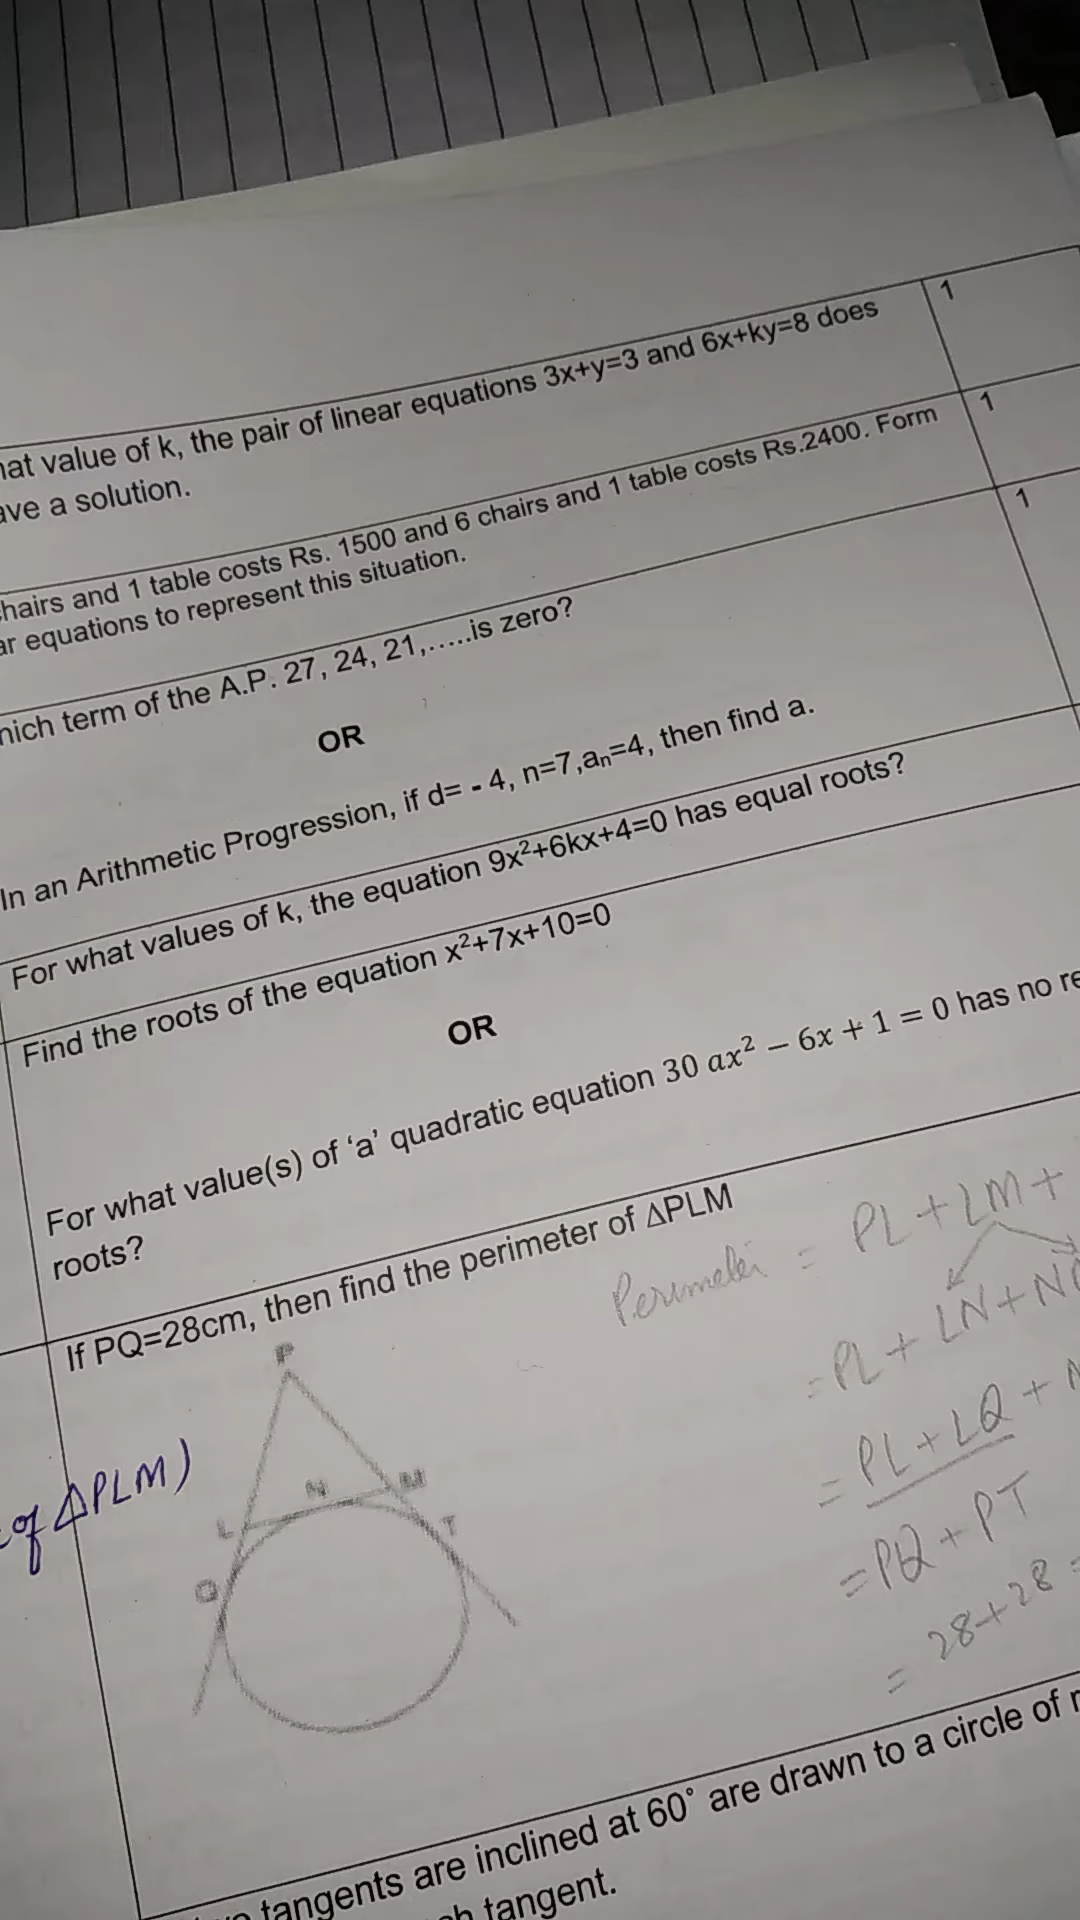 value of k, the pair of linear equations 3x+y=3 and 6x+ky=8 does
a solution.
1
and 1 table costs Rs. 1500 and 6 chairs and 1 table costs Rs.2400. Form
equations to represent this situation.
1
term of the A.P. 27, 24, 21,.....is zero?
1
OR
In an Arithmetic Progression, if d= - 4, n=7,aₙ=4, then find a.
For what values of k, the equation 9x²+6kx+4=0 has equal roots?
Find the roots of the equation x²+7x+10=0
OR
For what value(s) of ‘a’ quadratic equation 30 ax² − 6x + 1 = 0 has no
roots?
If PQ=28cm, then find the perimeter of ΔPLM
Perimeter = PL + LM +
= PL + LN +
= PL + LQ +
= PQ + PT
= 28+28 =
of ΔPLM)
P
N M
L T
Q
tangents are inclined at 60° are drawn to a circle of
tangent.